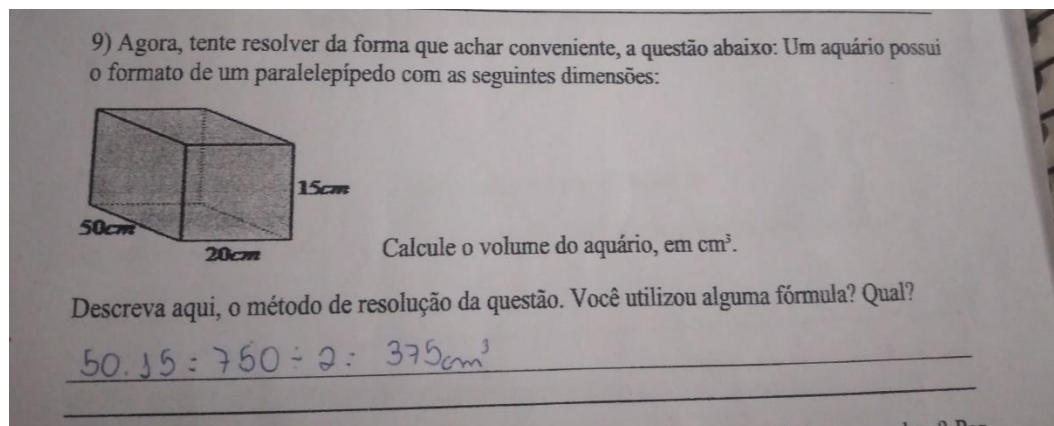 9) Agora, tente resolver da forma que achar conveniente, a questão abaixo: Um aquário possui
o formato de um paralelepípedo com as seguintes dimensões:
15cm
50cm
20cm
Calcule o volume do aquário, em cm³.
Descreva aqui, o método de resolução da questão. Você utilizou alguma fórmula? Qual?
50.15 = 750 ÷ 2 = 375cm³